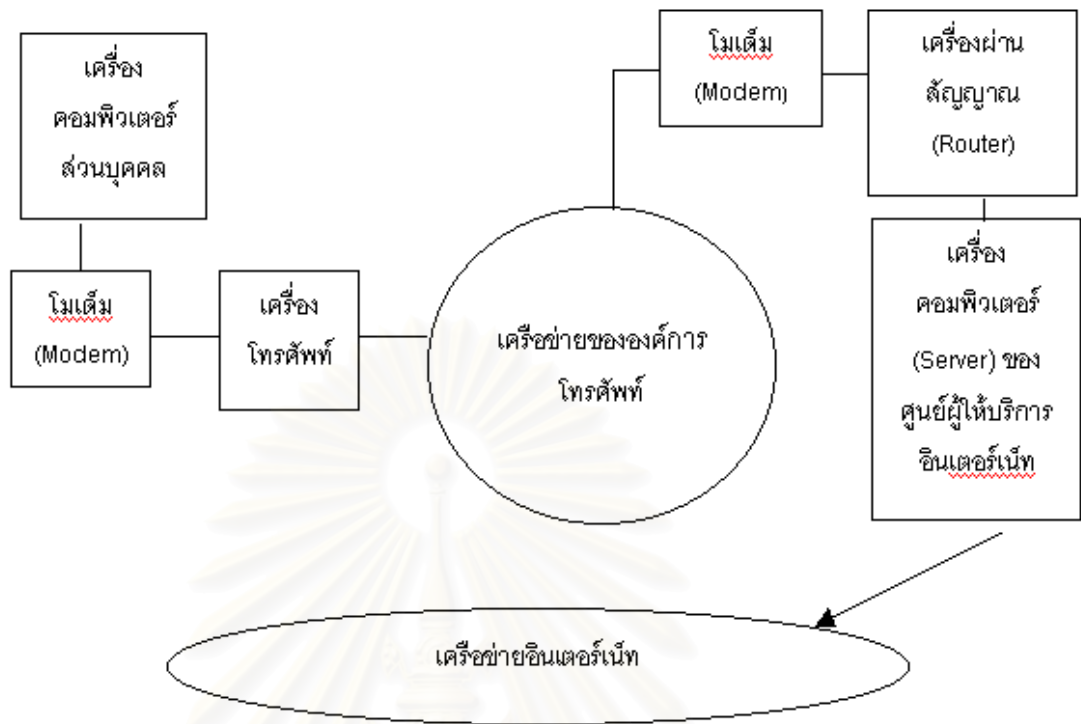 เครื่อง
คอมพิวเตอร์
ส่วนบุคคล
โมเด็ม
(Modem)
เครื่อง
โทรศัพท์
เครือข่ายขององค์การ
โทรศัพท์
โมเด็ม
(Modem)
เครื่องผ่าน
สัญญาณ
(Router)
เครื่อง
คอมพิวเตอร์
(Server) ของ
ศูนย์ผู้ให้บริการ
อินเตอร์เน็ท
เครือข่ายอินเตอร์เน็ท